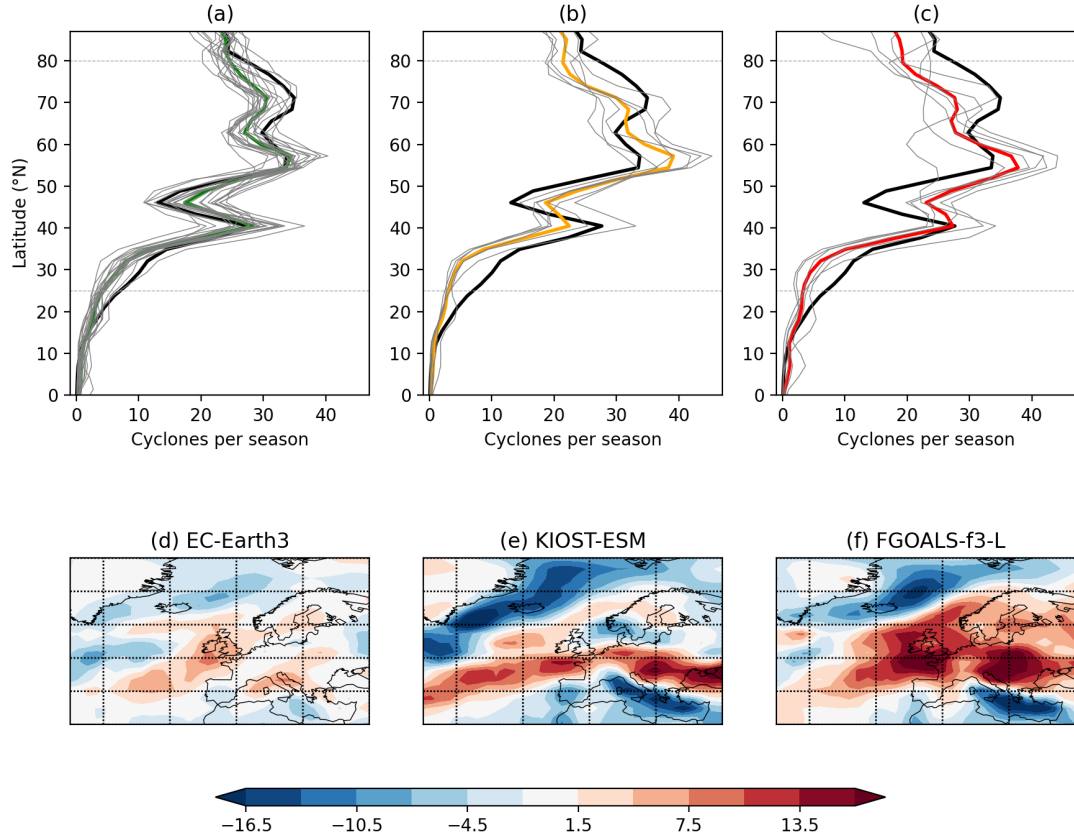 (a) (b) (c)
80
70
60
50
40
30
20
10
0
Latitude (°N)
0 10 20 30 40
0 10 20 30 40
0 10 20 30 40
Cyclones per season Cyclones per season Cyclones per season
(d) EC-Earth3 (e) KIOST-ESM (f) FGOALS-f3-L
−16.5 −10.5 −4.5 1.5 7.5 13.5